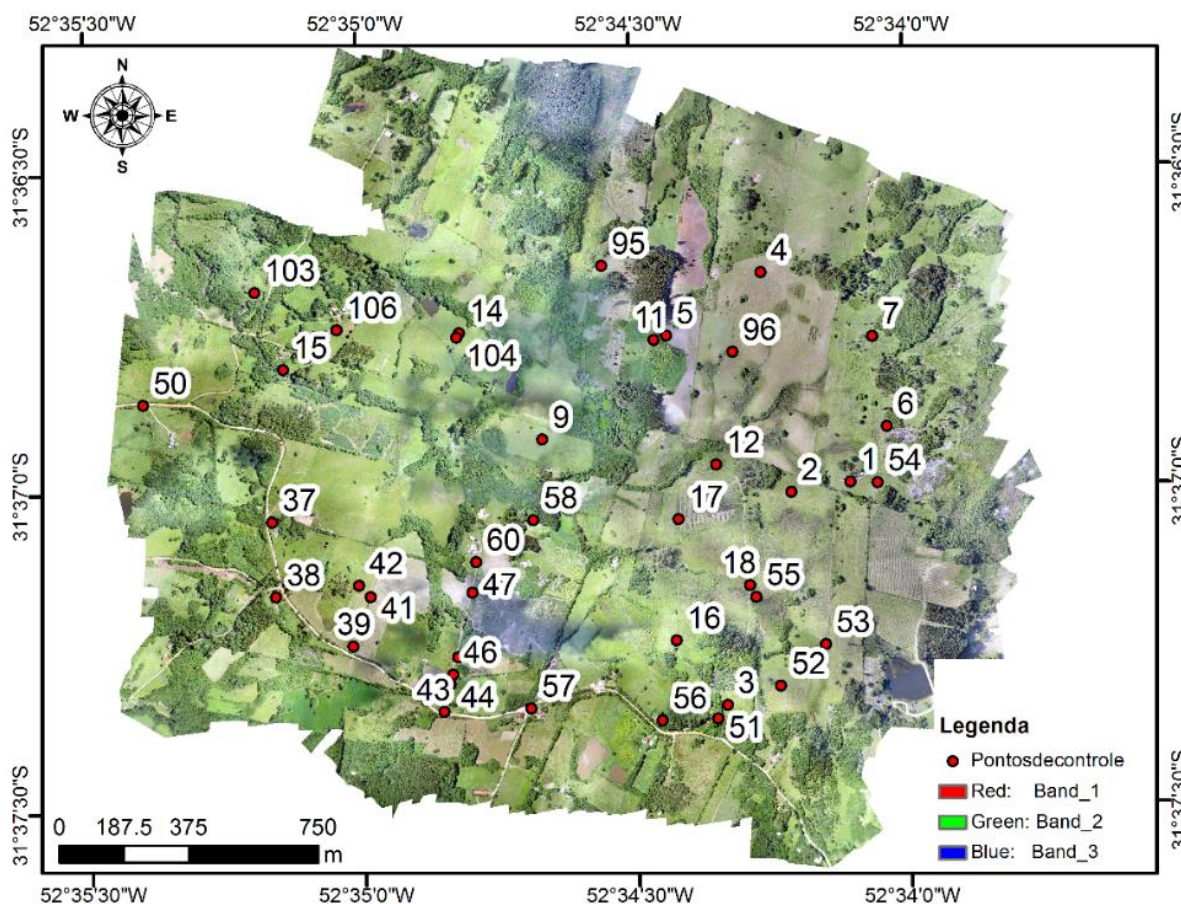 52°35'30"W 52°35'0"W 52°34'30"W 52°34'0"W
N
W E
S
31°36'30"S 31°36'30"S
95
4
103
106 14 11 5 7
15 104 96
50
9 6
12
2 1 54
37 58 17
31°37'0"S 31°37'0"S
60
42 18 55
38 41 47
39 16 53
46 52
43 44 57 56 3
51
Legenda
Pontosdecontrole
Red: Band_1
Green: Band_2
Blue: Band_3
31°37'30"S 31°37'30"S
0 187.5 375 750
m
52°35'30"W 52°35'0"W 52°34'30"W 52°34'0"W